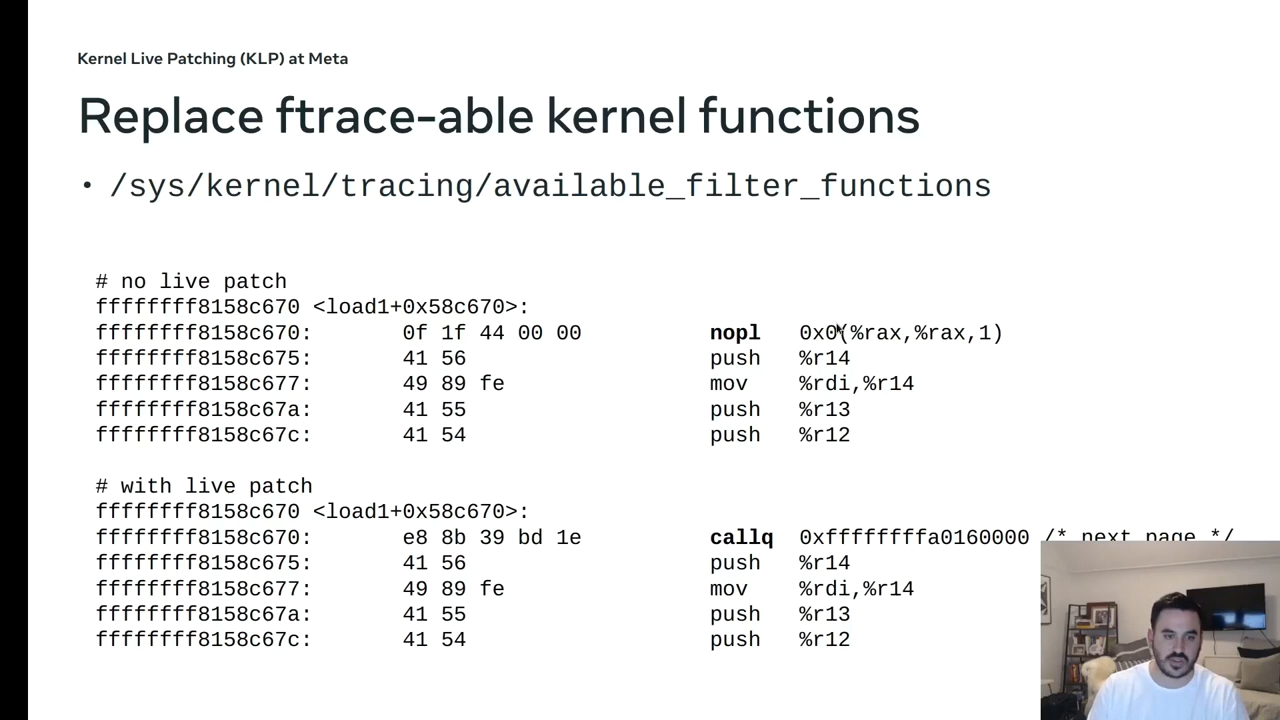 Kernel Live Patching (KLP) at Meta
Replace ftrace-able kernel functions
• /sys/kernel/tracing/available_filter_functions
# no live patch
ffffffff8158c670 <load1+0x58c670>:
ffffffff8158c670: 0f 1f 44 00 00 nopl 0x0(%rax,%rax,1)
ffffffff8158c675: 41 56 push %r14
ffffffff8158c677: 49 89 fe mov %rdi,%r14
ffffffff8158c67a: 41 55 push %r13
ffffffff8158c67c: 41 54 push %r12
# with live patch
ffffffff8158c670 <load1+0x58c670>:
ffffffff8158c670: e8 8b 39 bd 1e callq 0xffffffffa0160000 /* next page */
ffffffff8158c675: 41 56 push %r14
ffffffff8158c677: 49 89 fe mov %rdi,%r14
ffffffff8158c67a: 41 55 push %r13
ffffffff8158c67c: 41 54 push %r12